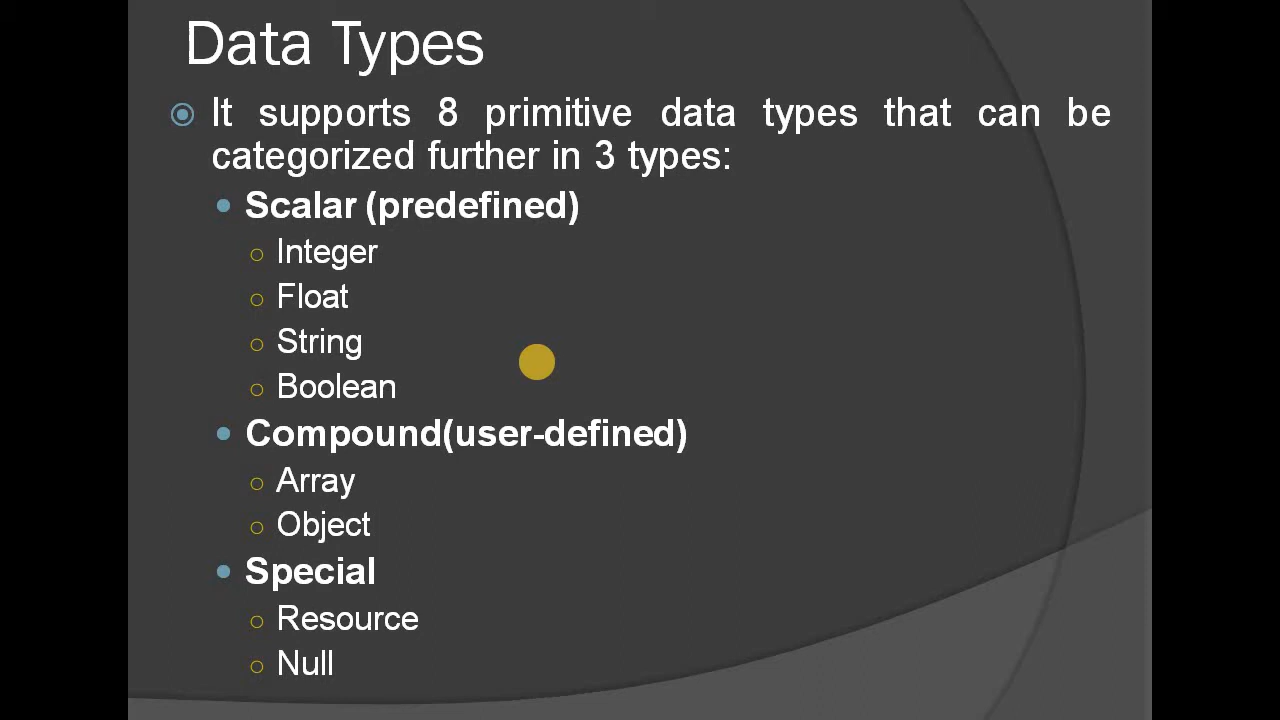 Data Types
It supports 8 primitive data types that can be
categorized further in 3 types:
Scalar (predefined)
Integer
Float
String
Boolean
Compound(user-defined)
Array
Object
Special
Resource
Null